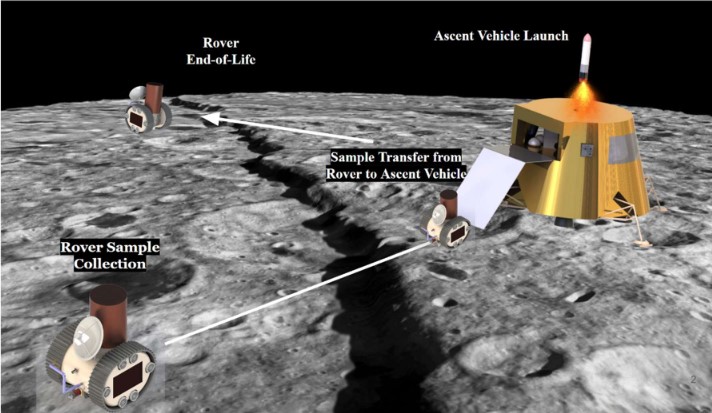 Rover
End-of-Life
Ascent Vehicle Launch
Sample Transfer from
Rover to Ascent Vehicle
Rover Sample
Collection
2